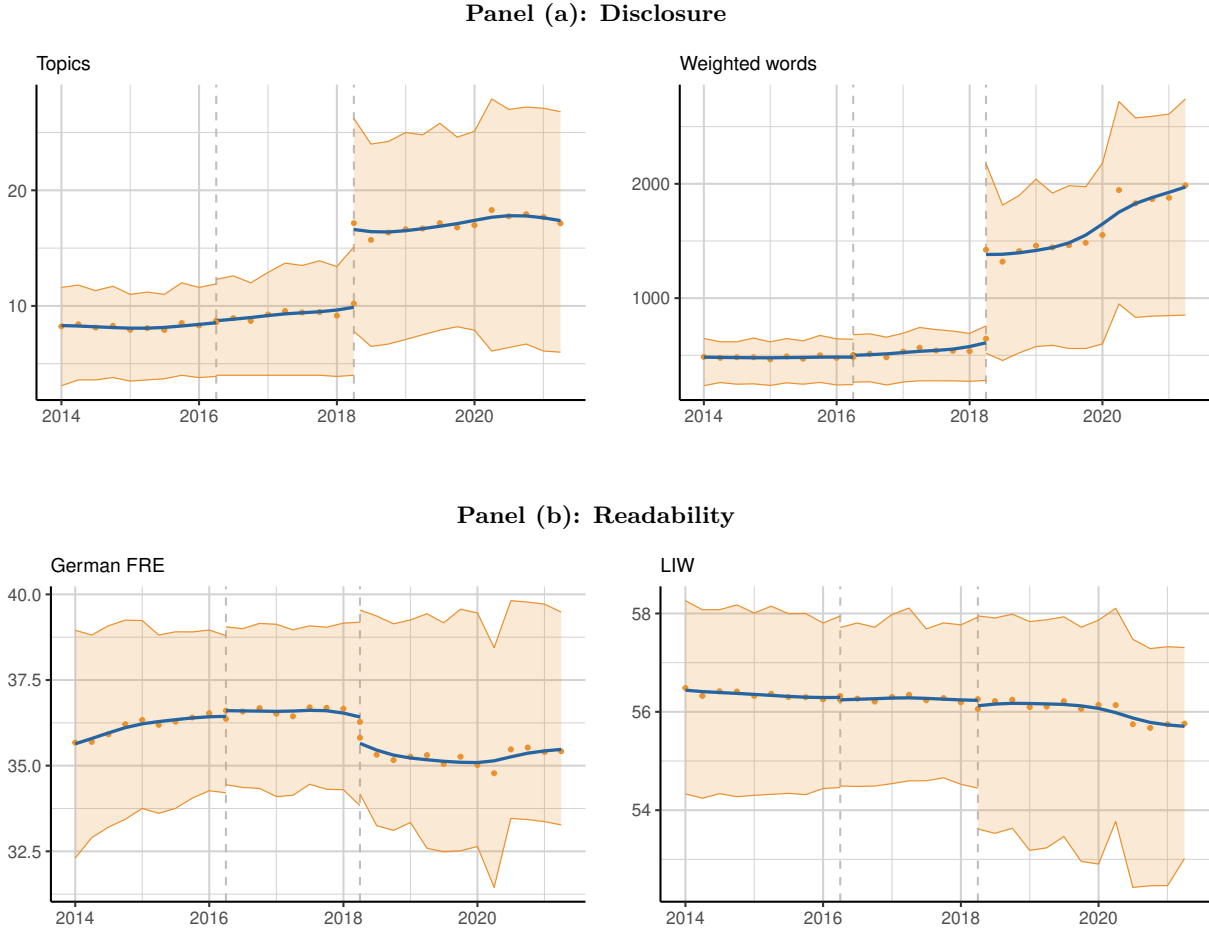 Panel (a): Disclosure
Topics
20
10
2014 2016 2018 2020
Weighted words
2000
1000
2014 2016 2018 2020
Panel (b): Readability
German FRE
40.0
37.5
35.0
32.5
2014 2016 2018 2020
LIW
58
56
54
2014 2016 2018 2020